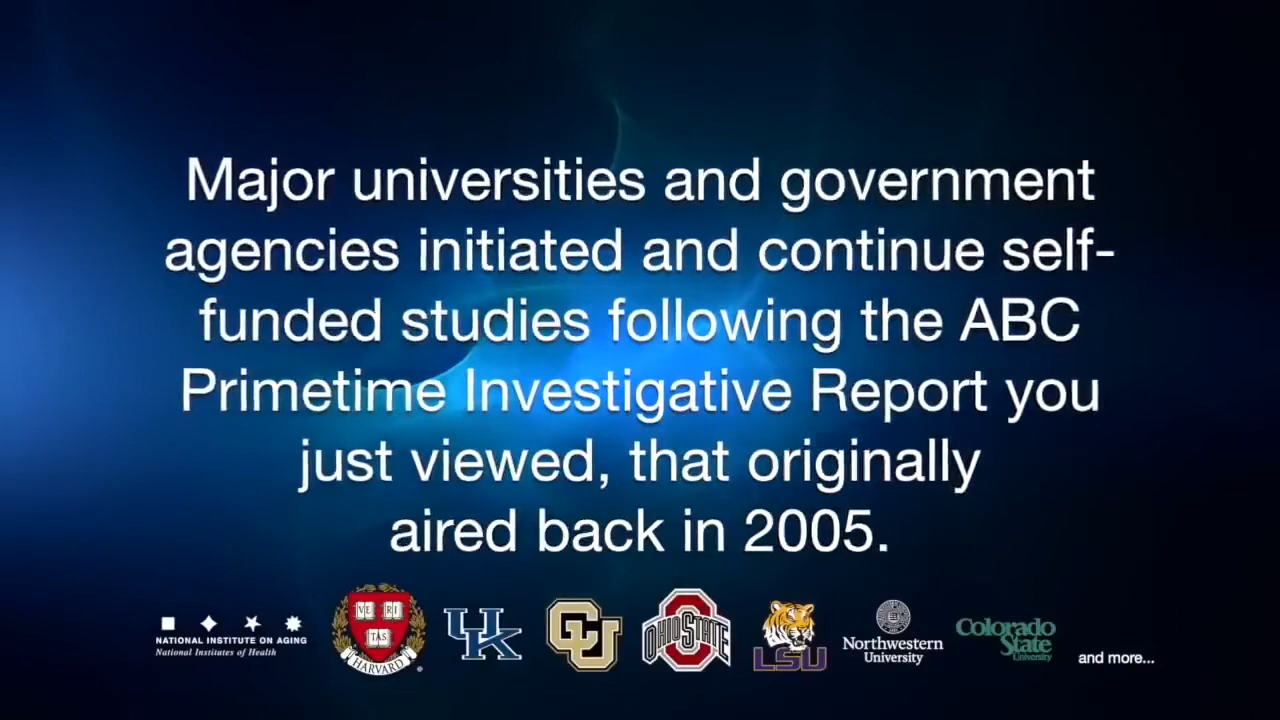 Major universities and government
agencies initiated and continue self-
funded studies following the ABC
Primetime Investigative Report you
just viewed, that originally
aired back in 2005.
NATIONAL INSTITUTE ON AGING
National Institutes of Health
VE RI
TAS
HARVARD
UK
CU
OHIO STATE
LSU
Northwestern
University
Colorado
State
University
and more...